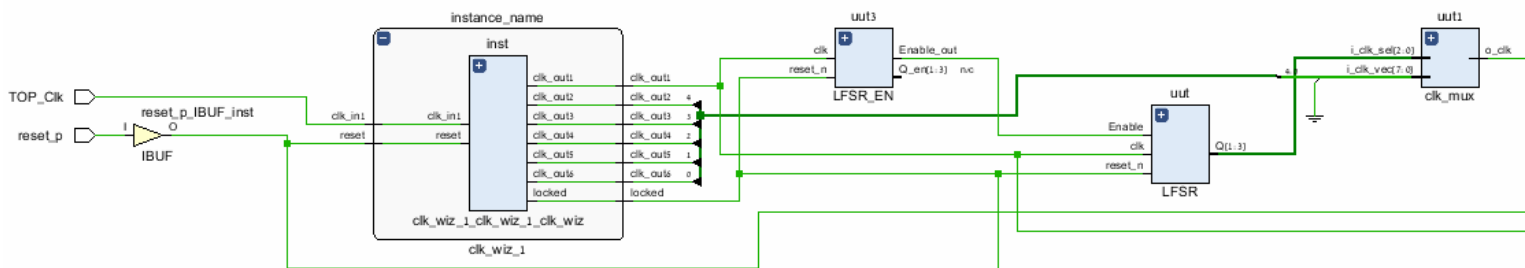 instance_name
inst
clk_out1
clk_out2
clk_out3
clk_out4
clk_out5
clk_out6
locked
clk_in1
reset
clk_wiz_1_clk_wiz_1_clk_wiz
clk_in1
reset
clk_out1
clk_out2
clk_out3
clk_out4
clk_out5
clk_out6
locked
clk_wiz_1
TOP_Clk
reset_p
reset_p_IBUF_inst
I
O
IBUF
4
3
2
1
0
uut3
clk
reset_n
Enable_out
Q_en[1:3]
n/c
LFSR_EN
uut
Enable
clk
reset_n
Q[1:3]
LFSR
uut1
i_clk_sel[2:0]
i_clk_vec[7:0]
o_clk
clk_mux